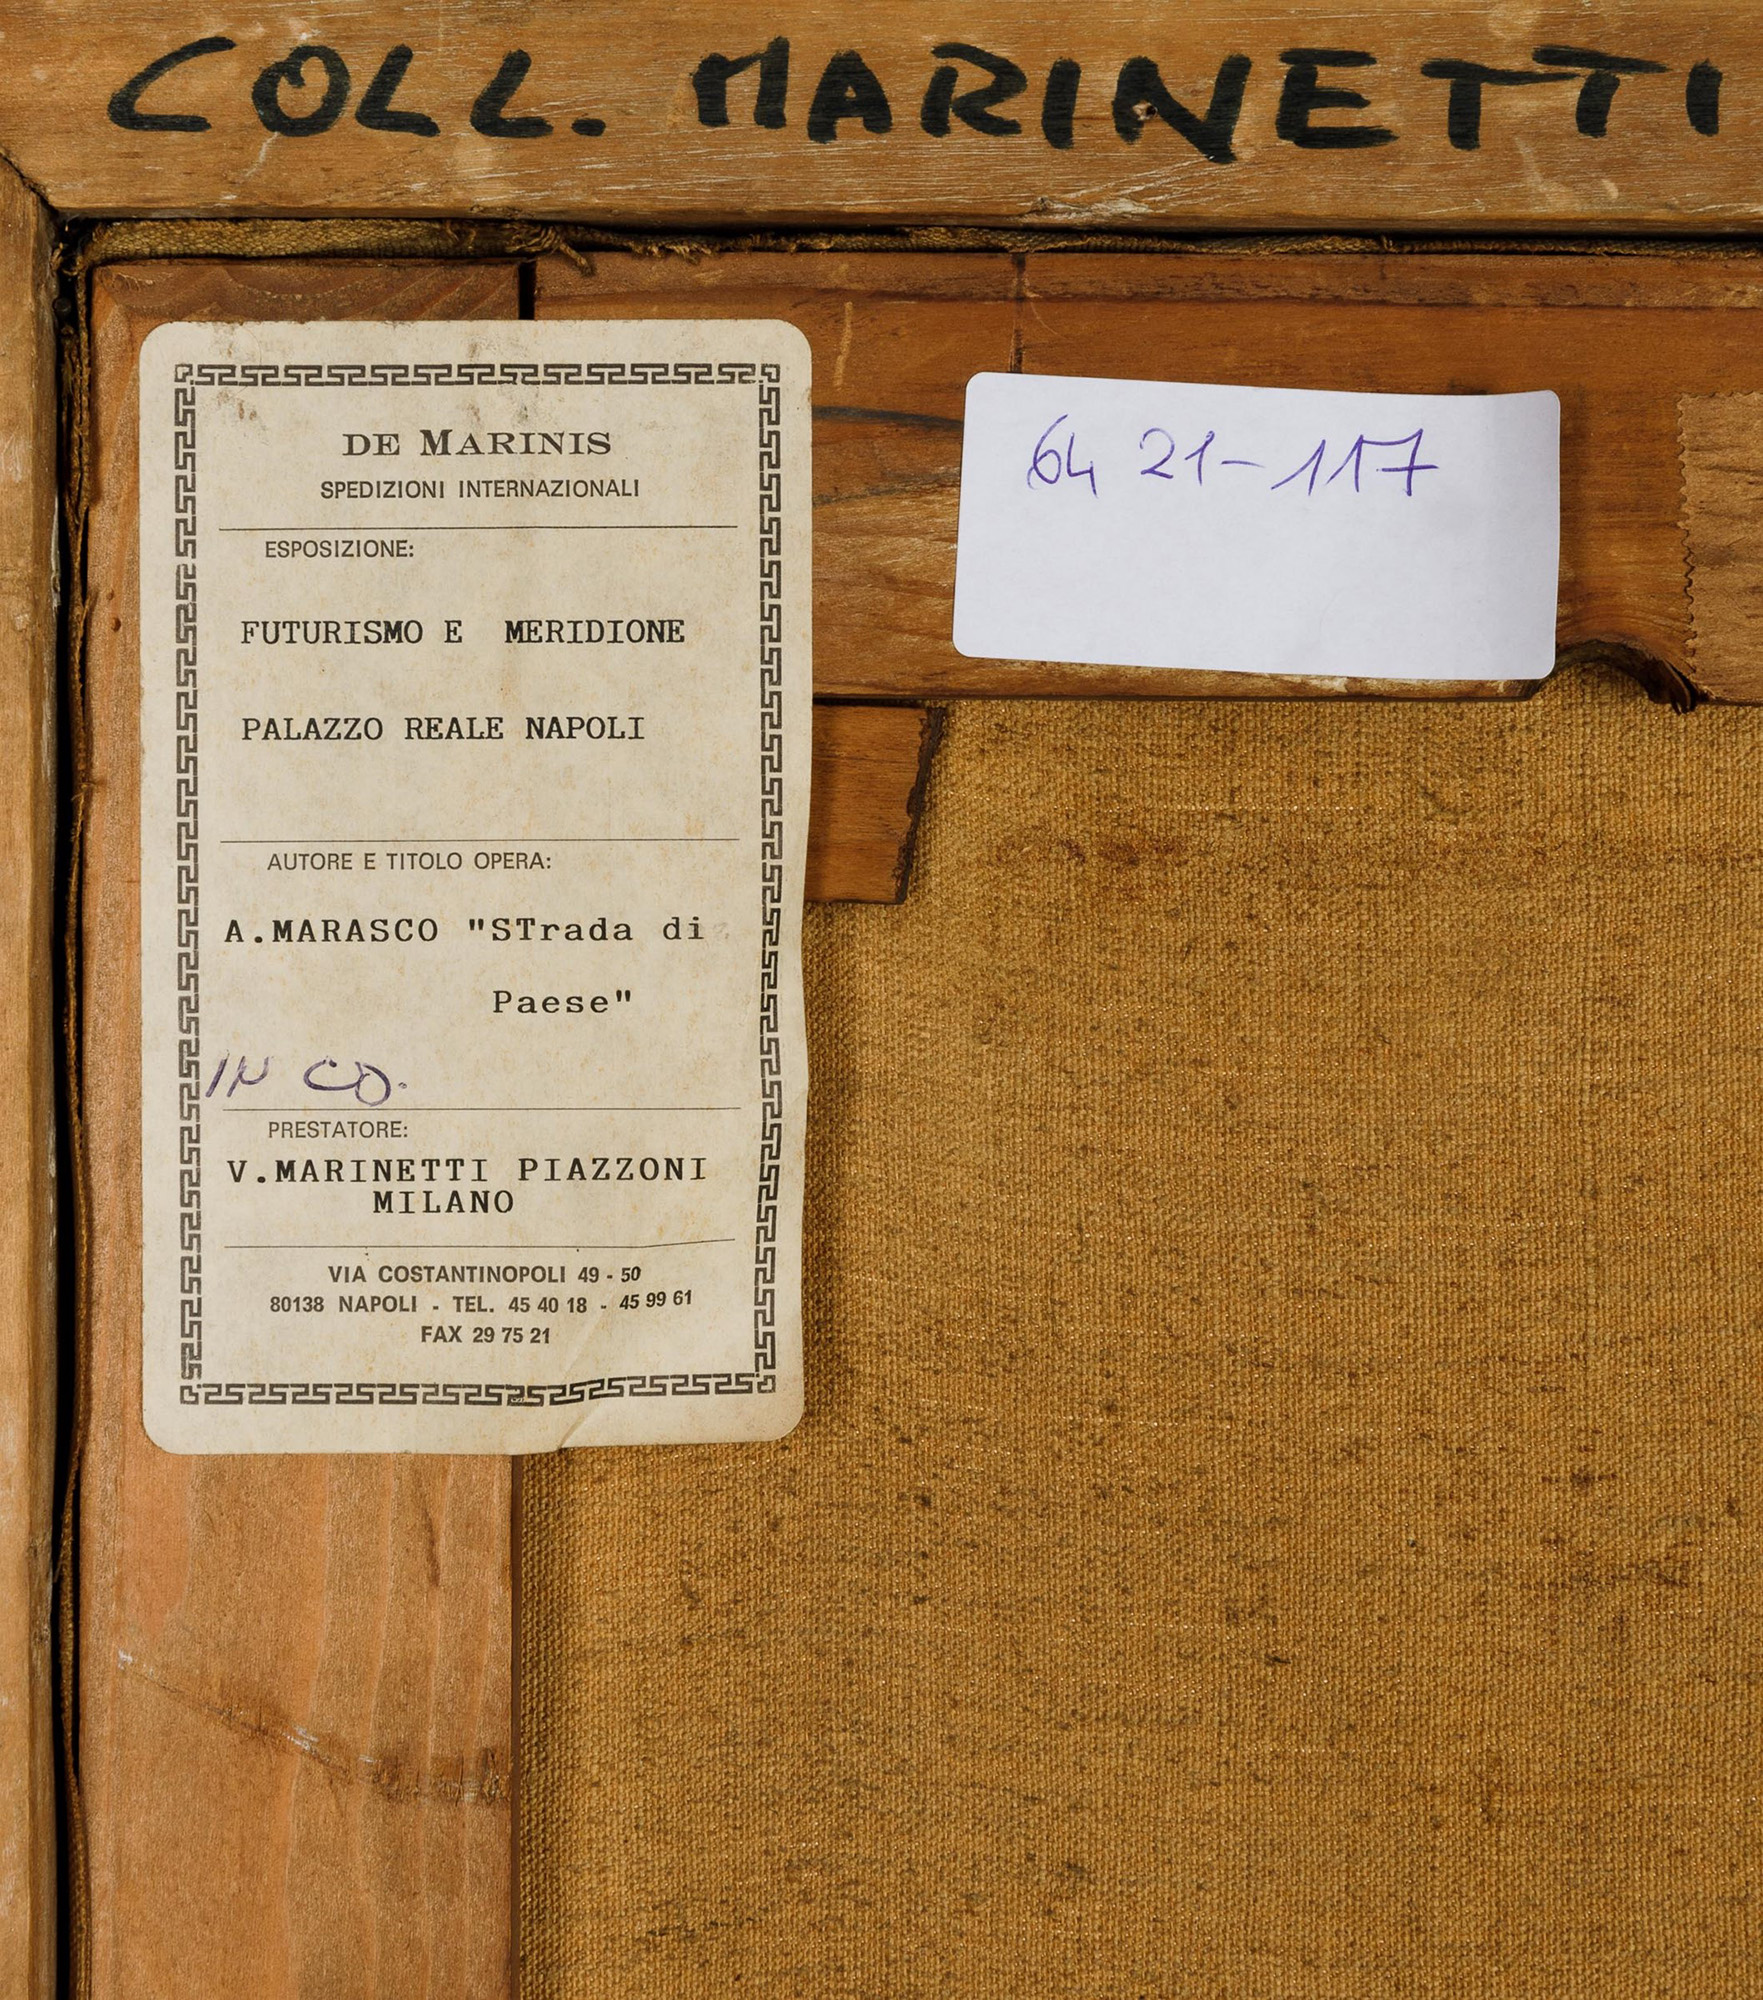 COLL. MARINETTI
DE MARINIS
SPEDIZIONI INTERNAZIONALI
ESPOSIZIONE:
FUTURISMO E MERIDIONE
PALAZZO REALE NAPOLI
AUTORE E TITOLO OPERA:
A.MARASCO "STrada di
Paese"
IN CO.
PRESTATORE:
V.MARINETTI PIAZZONI
MILANO
VIA COSTANTINOPOLI 49 - 50
80138 NAPOLI - TEL. 45 40 18 - 45 99 61
FAX 29 75 21
64 21-117